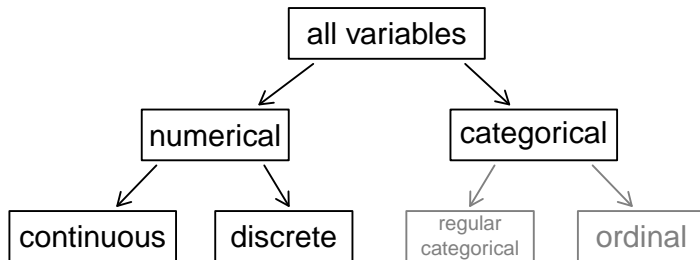 all variables
numerical
categorical
continuous
discrete
regular
categorical
ordinal